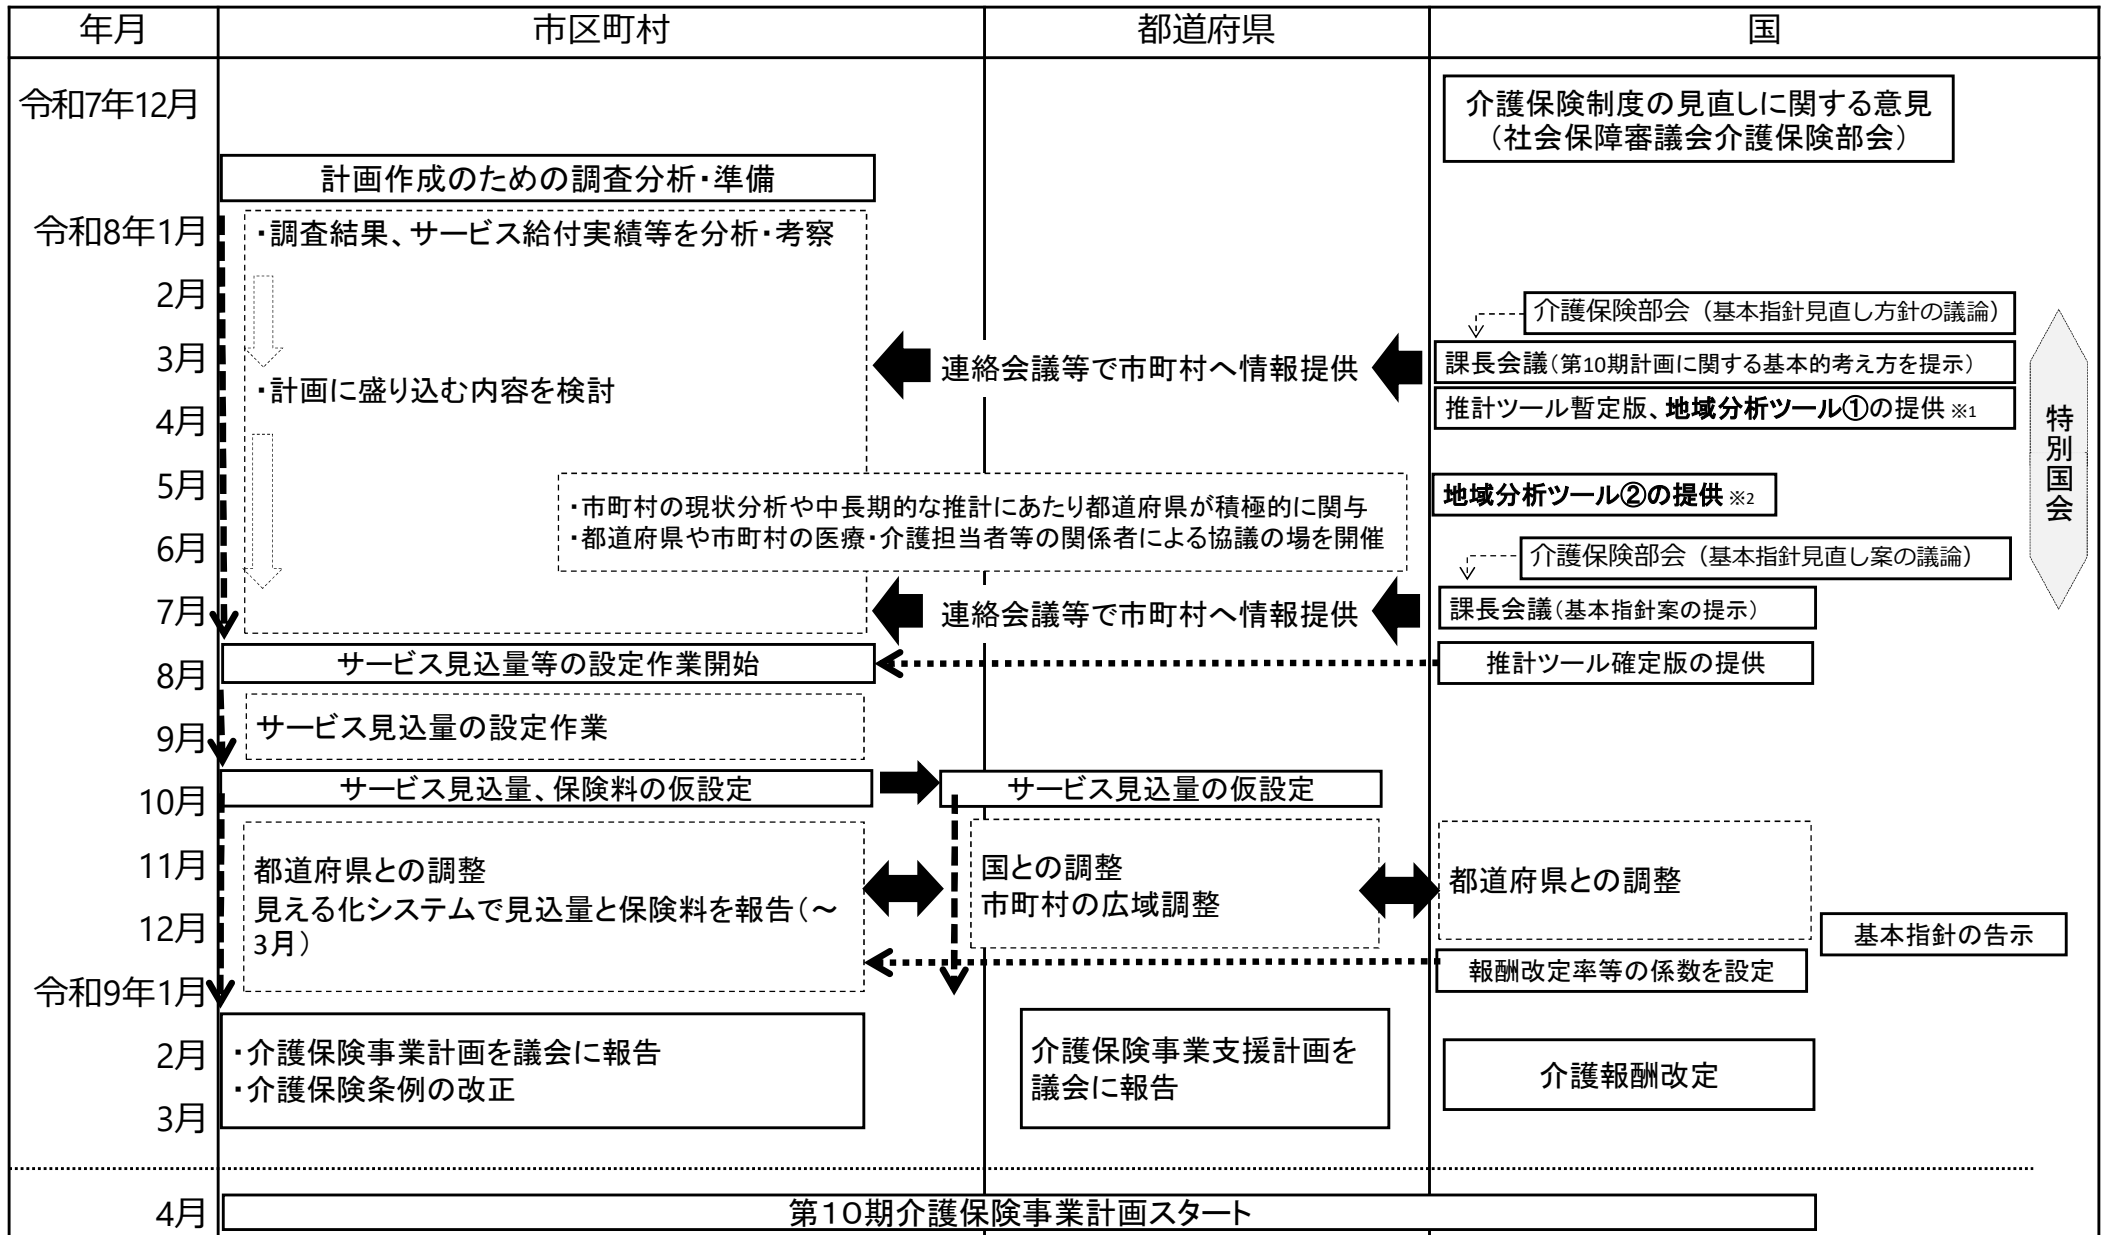 年月
市区町村
都道府県
国
令和7年12月
介護保険制度の見直しに関する意見
（社会保障審議会介護保険部会）
計画作成のための調査分析・準備
令和8年1月
・調査結果、サービス給付実績等を分析・考察
2月
介護保険部会（基本指針見直し方針の議論）
3月
連絡会議等で市町村へ情報提供
課長会議（第10期計画に関する基本的考え方を提示）
・計画に盛り込む内容を検討
4月
推計ツール暫定版、地域分析ツール①の提供 ※1
特別国会
5月
・市町村の現状分析や中長期的な推計にあたり都道府県が積極的に関与
・都道府県や市町村の医療・介護担当者等の関係者による協議の場を開催
地域分析ツール②の提供 ※2
6月
介護保険部会（基本指針見直し案の議論）
7月
連絡会議等で市町村へ情報提供
課長会議（基本指針案の提示）
8月
サービス見込量等の設定作業開始
推計ツール確定版の提供
9月
サービス見込量の設定作業
10月
サービス見込量、保険料の仮設定
サービス見込量の仮設定
11月
都道府県との調整
見える化システムで見込量と保険料を報告（～
3月）
国との調整
市町村の広域調整
都道府県との調整
12月
基本指針の告示
報酬改定率等の係数を設定
令和9年1月
2月
・介護保険事業計画を議会に報告
・介護保険条例の改正
介護保険事業支援計画を
議会に報告
介護報酬改定
3月
4月
第１０期介護保険事業計画スタート